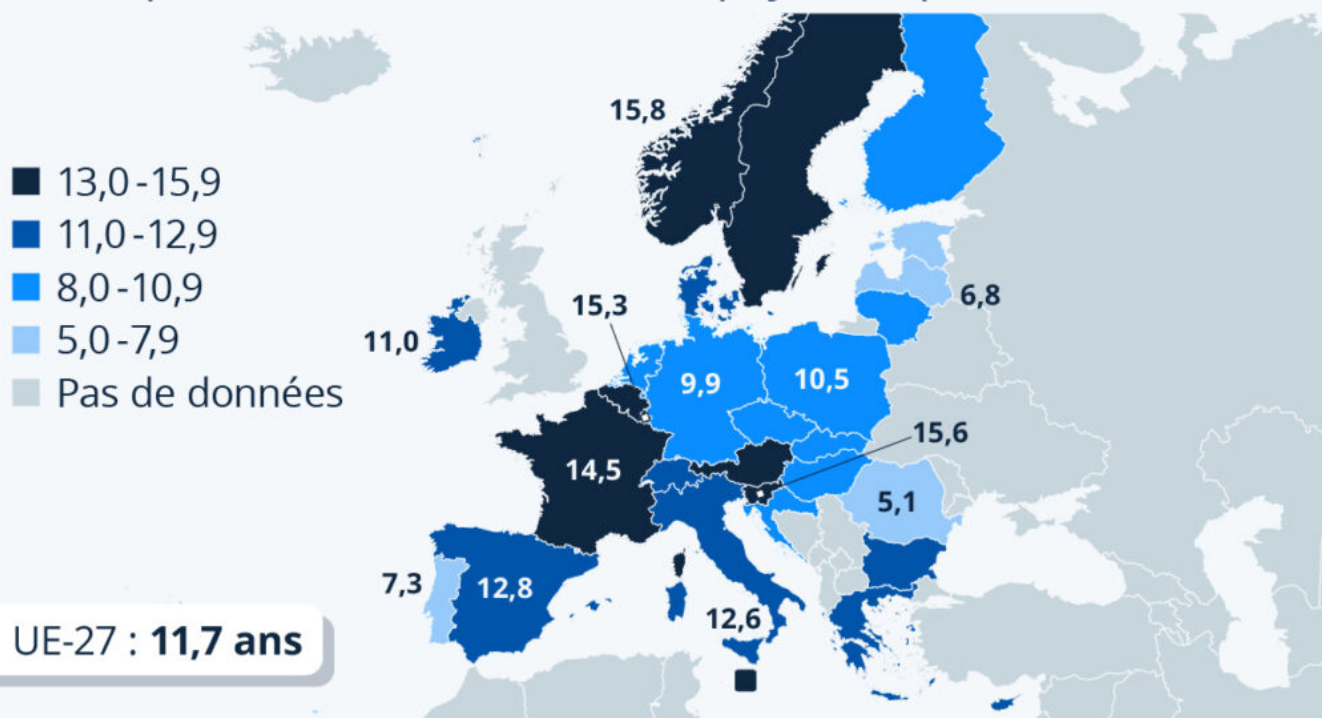 15,8
13,0 - 15,9
11,0 - 12,9
8,0 - 10,9
5,0 - 7,9
Pas de données
15,3
6,8
11,0
9,9
10,5
15,6
14,5
5,1
7,3
12,8
12,6
UE-27 : 11,7 ans